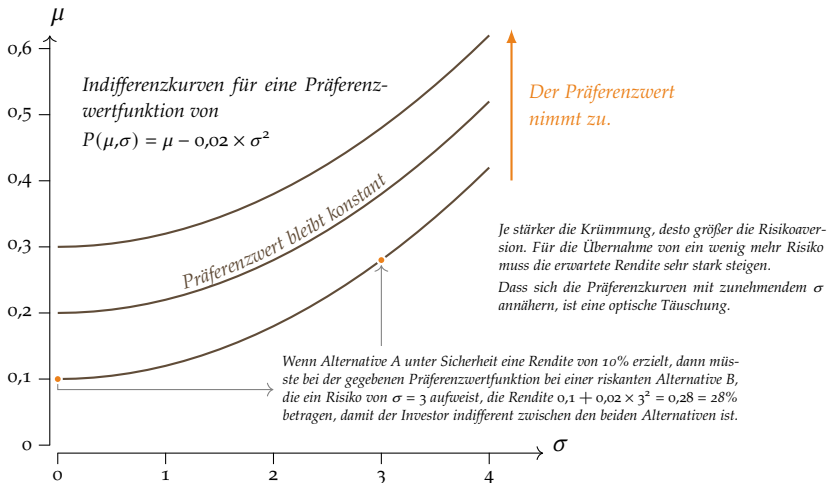 μ
0,6
0,5
0,4
0,3
0,2
0,1
0
Indifferenzkurven für eine Präferenz-
wertfunktion von
P(μ,σ) = μ − 0,02 × σ²
Der Präferenzwert
nimmt zu.
Präferenzwert bleibt konstant
Je stärker die Krümmung, desto größer die Risikoaver-
sion. Für die Übernahme von ein wenig mehr Risiko
muss die erwartete Rendite sehr stark steigen.
Dass sich die Präferenzkurven mit zunehmendem σ
annähern, ist eine optische Täuschung.
Wenn Alternative A unter Sicherheit eine Rendite von 10% erzielt, dann müs-
ste bei der gegebenen Präferenzwertfunktion bei einer riskanten Alternative B,
die ein Risiko von σ = 3 aufweist, die Rendite 0,1 + 0,02 × 3² = 0,28 = 28%
betragen, damit der Investor indifferent zwischen den beiden Alternativen ist.
0 1 2 3 4
σ